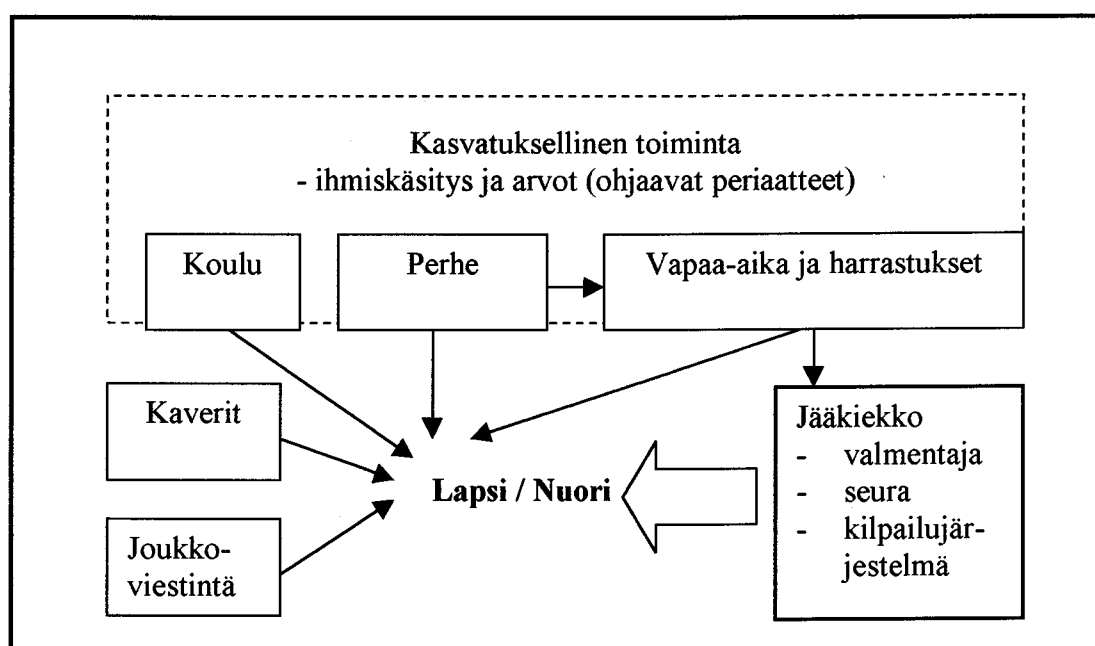 Kasvatuksellinen toiminta
- ihmiskäsitys ja arvot (ohjaavat periaatteet)
Koulu
Perhe
Vapaa-aika ja harrastukset
Kaverit
Jääkiekko
- valmentaja
- seura
- kilpailujär-
jestelmä
Lapsi / Nuori
Joukko-
viestintä